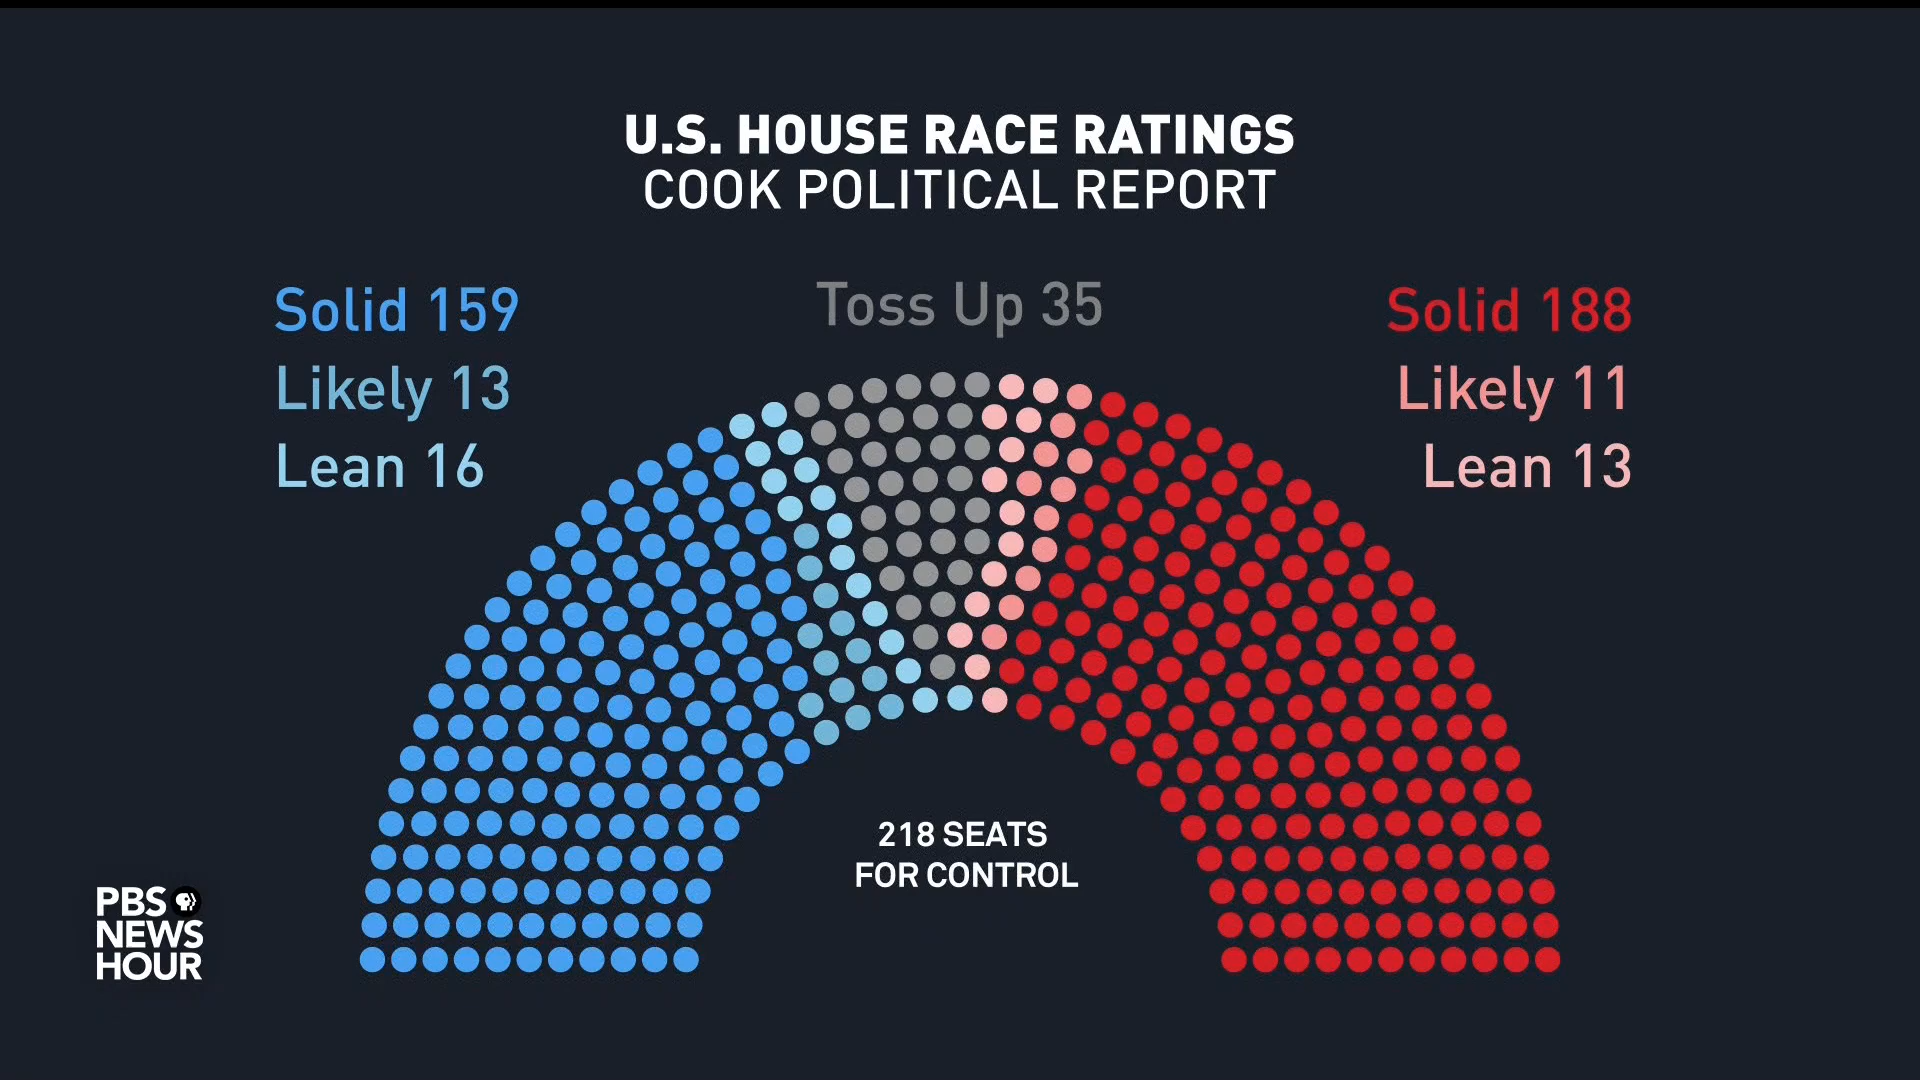 U.S. HOUSE RACE RATINGS
COOK POLITICAL REPORT
Solid 159
Likely 13
Lean 16
Toss Up 35
Solid 188
Likely 11
Lean 13
218 SEATS
FOR CONTROL
PBS
NEWS
HOUR